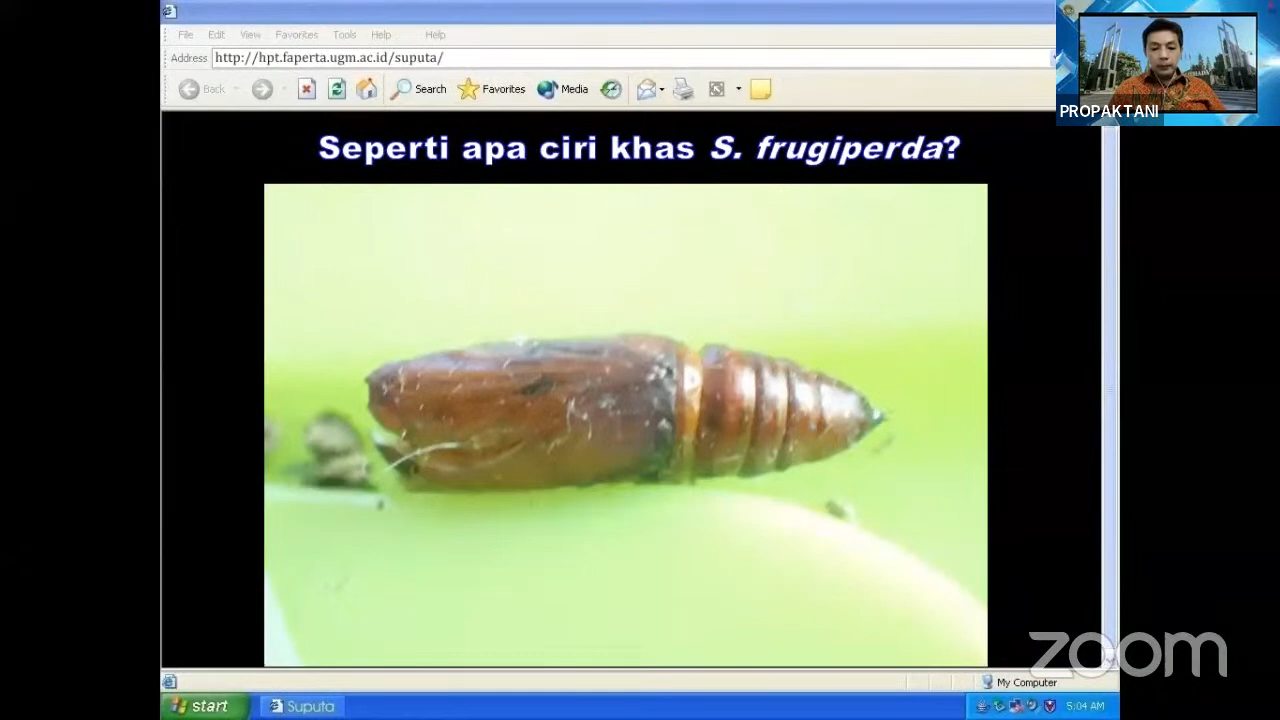 File Edit View Favorites Tools Help Help
Address http://hpt.faperta.ugm.ac.id/suputa/
Back Search Favorites Media
PROPAKTANI
Seperti apa ciri khas S. frugiperda?
zoom
My Computer
start Suputa 5:04 AM